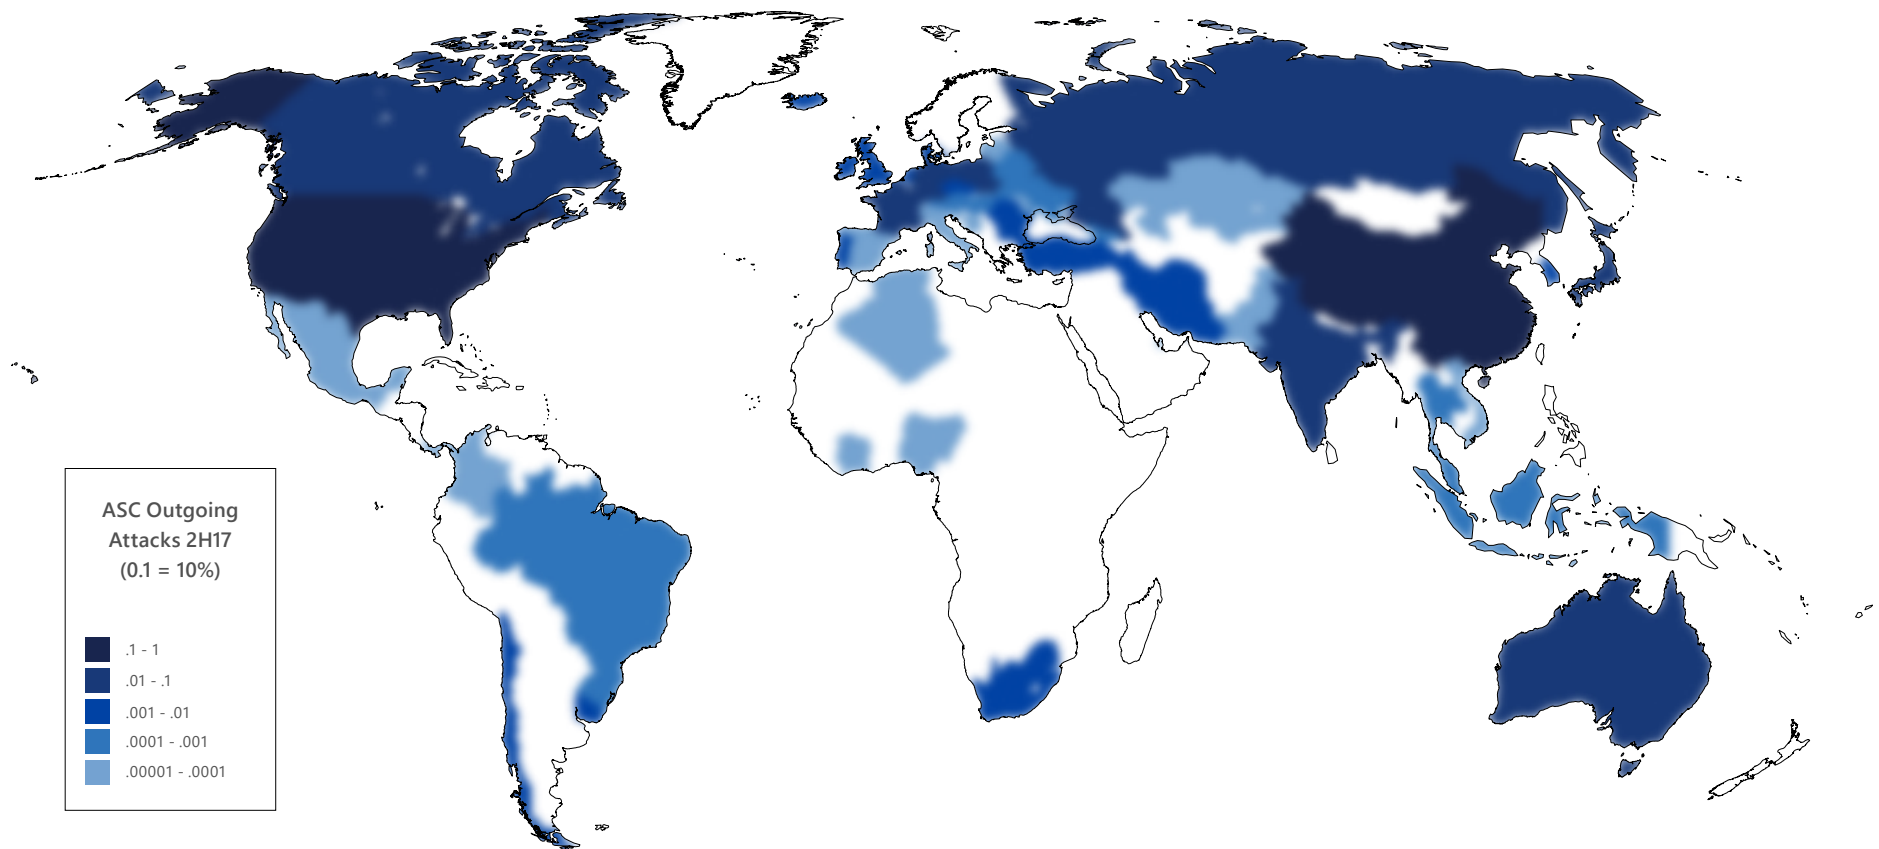 ASC Outgoing
Attacks 2H17
(0.1 = 10%)
.1 - 1
.01 - .1
.001 - .01
.0001 - .001
.00001 - .0001